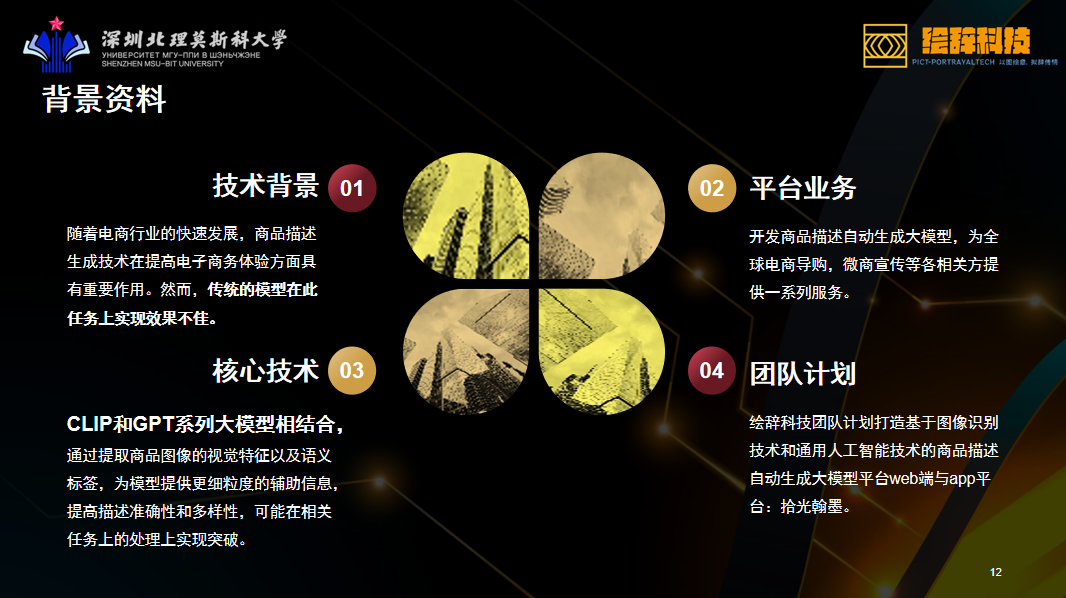 深圳北理莫斯科大学
УНИВЕРСИТЕТ МГУ-ППИ В ШЭНЬЧЖЭНЕ
SHENZHEN MSU-BIT UNIVERSITY
绘辞科技
PICT-PORTRAYALTECH 以图绘意, 拟辞传情
背景资料
技术背景 01
随着电商行业的快速发展，商品描述
生成技术在提高电子商务体验方面具
有重要作用。然而，传统的模型在此
任务上实现效果不佳。
02 平台业务
开发商品描述自动生成大模型，为全
球电商导购，微商宣传等各相关方提
供一系列服务。
核心技术 03
CLIP和GPT系列大模型相结合，
通过提取商品图像的视觉特征以及语义
标签，为模型提供更细粒度的辅助信息，
提高描述准确性和多样性，可能在相关
任务上的处理上实现突破。
04 团队计划
绘辞科技团队计划打造基于图像识别
技术和通用人工智能技术的商品描述
自动生成大模型平台web端与app平
台：拾光翰墨。
12